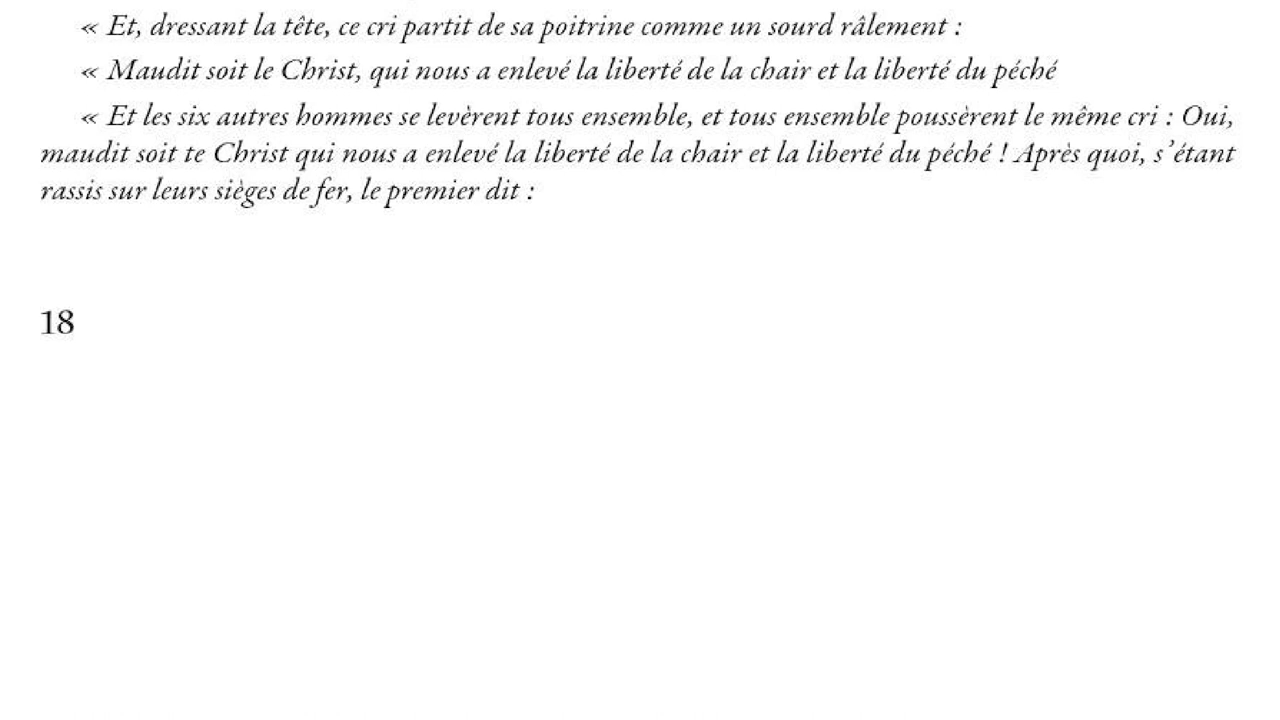 « Et, dressant la tête, ce cri partit de sa poitrine comme un sourd râlement :
« Maudit soit le Christ, qui nous a enlevé la liberté de la chair et la liberté du péché
« Et les six autres hommes se levèrent tous ensemble, et tous ensemble poussèrent le même cri : Oui,
maudit soit te Christ qui nous a enlevé la liberté de la chair et la liberté du péché ! Après quoi, s’étant
rassis sur leurs sièges de fer, le premier dit :
18